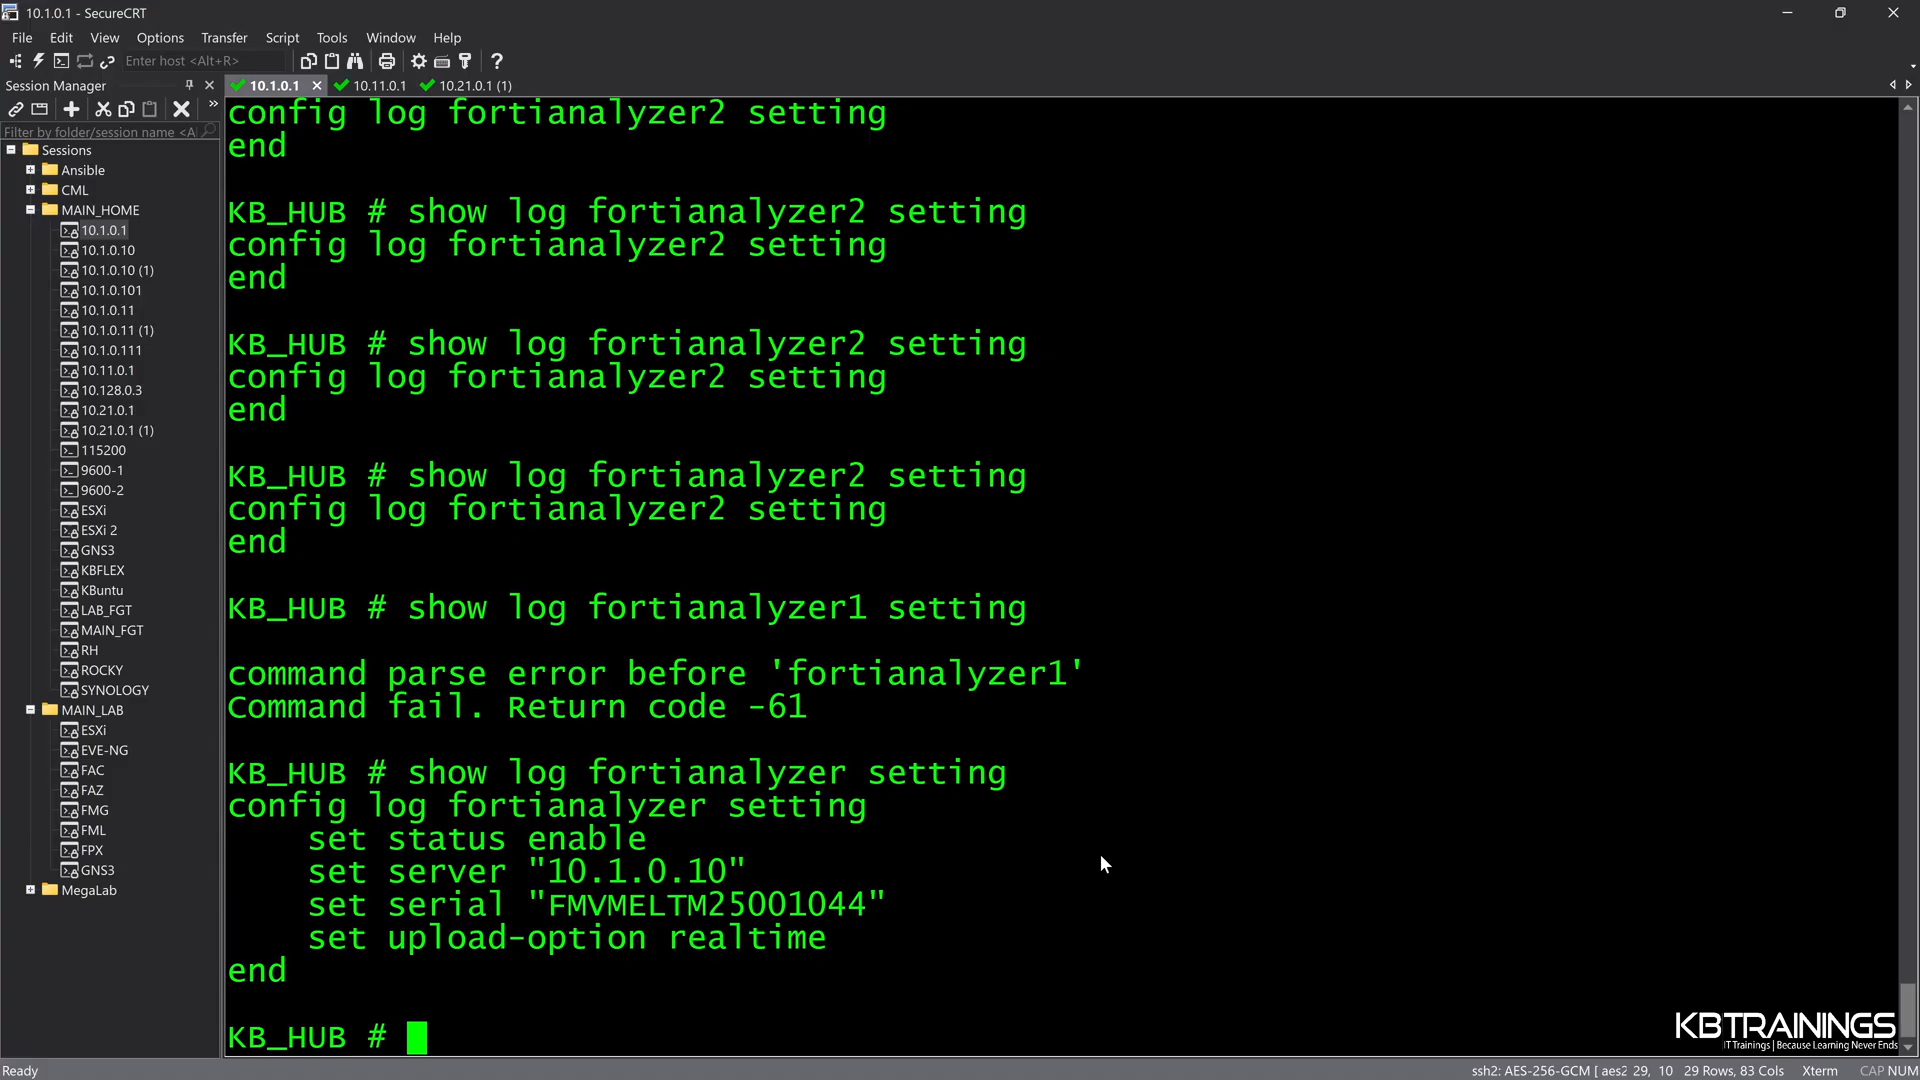 10.1.0.1 - SecureCRT
File Edit View Options Transfer Script Tools Window Help
Enter host <Alt+R>
Session Manager
10.1.0.1
10.11.0.1
10.21.0.1 (1)
Filter by folder/session name <A
Sessions
Ansible
CML
MAIN_HOME
10.1.0.1
10.1.0.10
10.1.0.10 (1)
10.1.0.101
10.1.0.11
10.1.0.11 (1)
10.1.0.111
10.11.0.1
10.128.0.3
10.21.0.1
10.21.0.1 (1)
115200
9600-1
9600-2
ESXi
ESXi 2
GNS3
KBFLEX
KBuntu
LAB_FGT
MAIN_FGT
RH
ROCKY
SYNOLOGY
MAIN_LAB
ESXi
EVE-NG
FAC
FAZ
FMG
FML
FPX
GNS3
MegaLab
config log fortianalyzer2 setting
end
KB_HUB # show log fortianalyzer2 setting
config log fortianalyzer2 setting
end
KB_HUB # show log fortianalyzer2 setting
config log fortianalyzer2 setting
end
KB_HUB # show log fortianalyzer2 setting
config log fortianalyzer2 setting
end
KB_HUB # show log fortianalyzer1 setting
command parse error before 'fortianalyzer1'
Command fail. Return code -61
KB_HUB # show log fortianalyzer setting
config log fortianalyzer setting
set status enable
set server "10.1.0.10"
set serial "FMVMELTM25001044"
set upload-option realtime
end
KB_HUB #
KBTRAININGS
IT Trainings | Because Learning Never Ends
Ready
ssh2: AES-256-GCM [ aes2 29, 10 29 Rows, 83 Cols Xterm CAP NUM